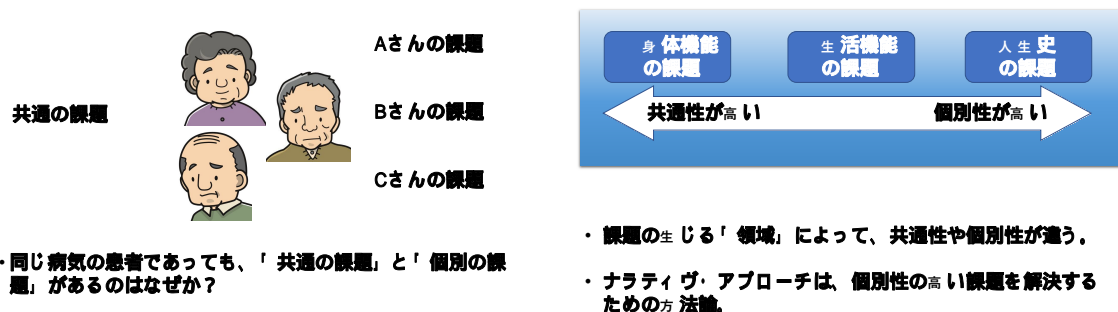 共通の課題
Aさんの課題
Bさんの課題
Cさんの課題
・同じ病気の患者であっても、「共通の課題」と「個別の課
題」があるのはなぜか？
身体機能
の課題
生活機能
の課題
人生史
の課題
共通性が高い
個別性が高い
・課題の生じる「領域」によって、共通性や個別性が違う。
・ナラティヴ・アプローチは、個別性の高い課題を解決する
ための方法論。